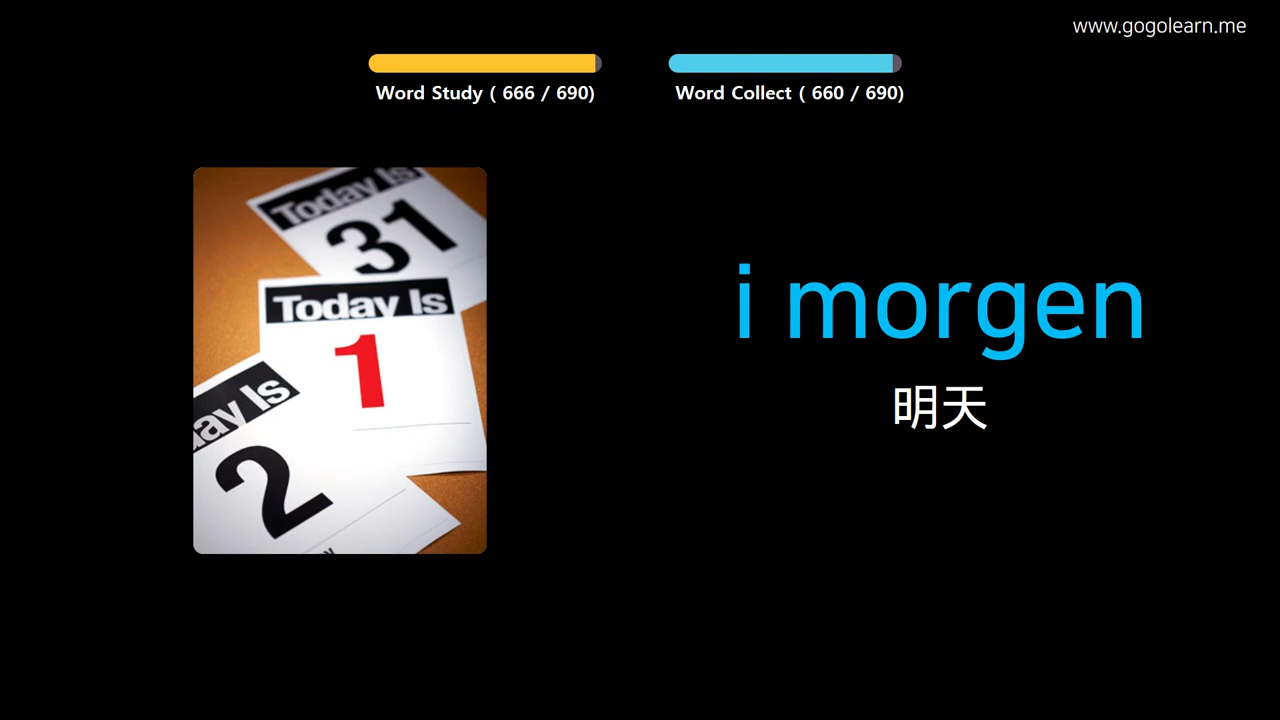 www.gogolearn.me
Word Study ( 666 / 690)
Word Collect ( 660 / 690)
Today Is
31
Today Is
1
ay Is
2
i morgen
明天